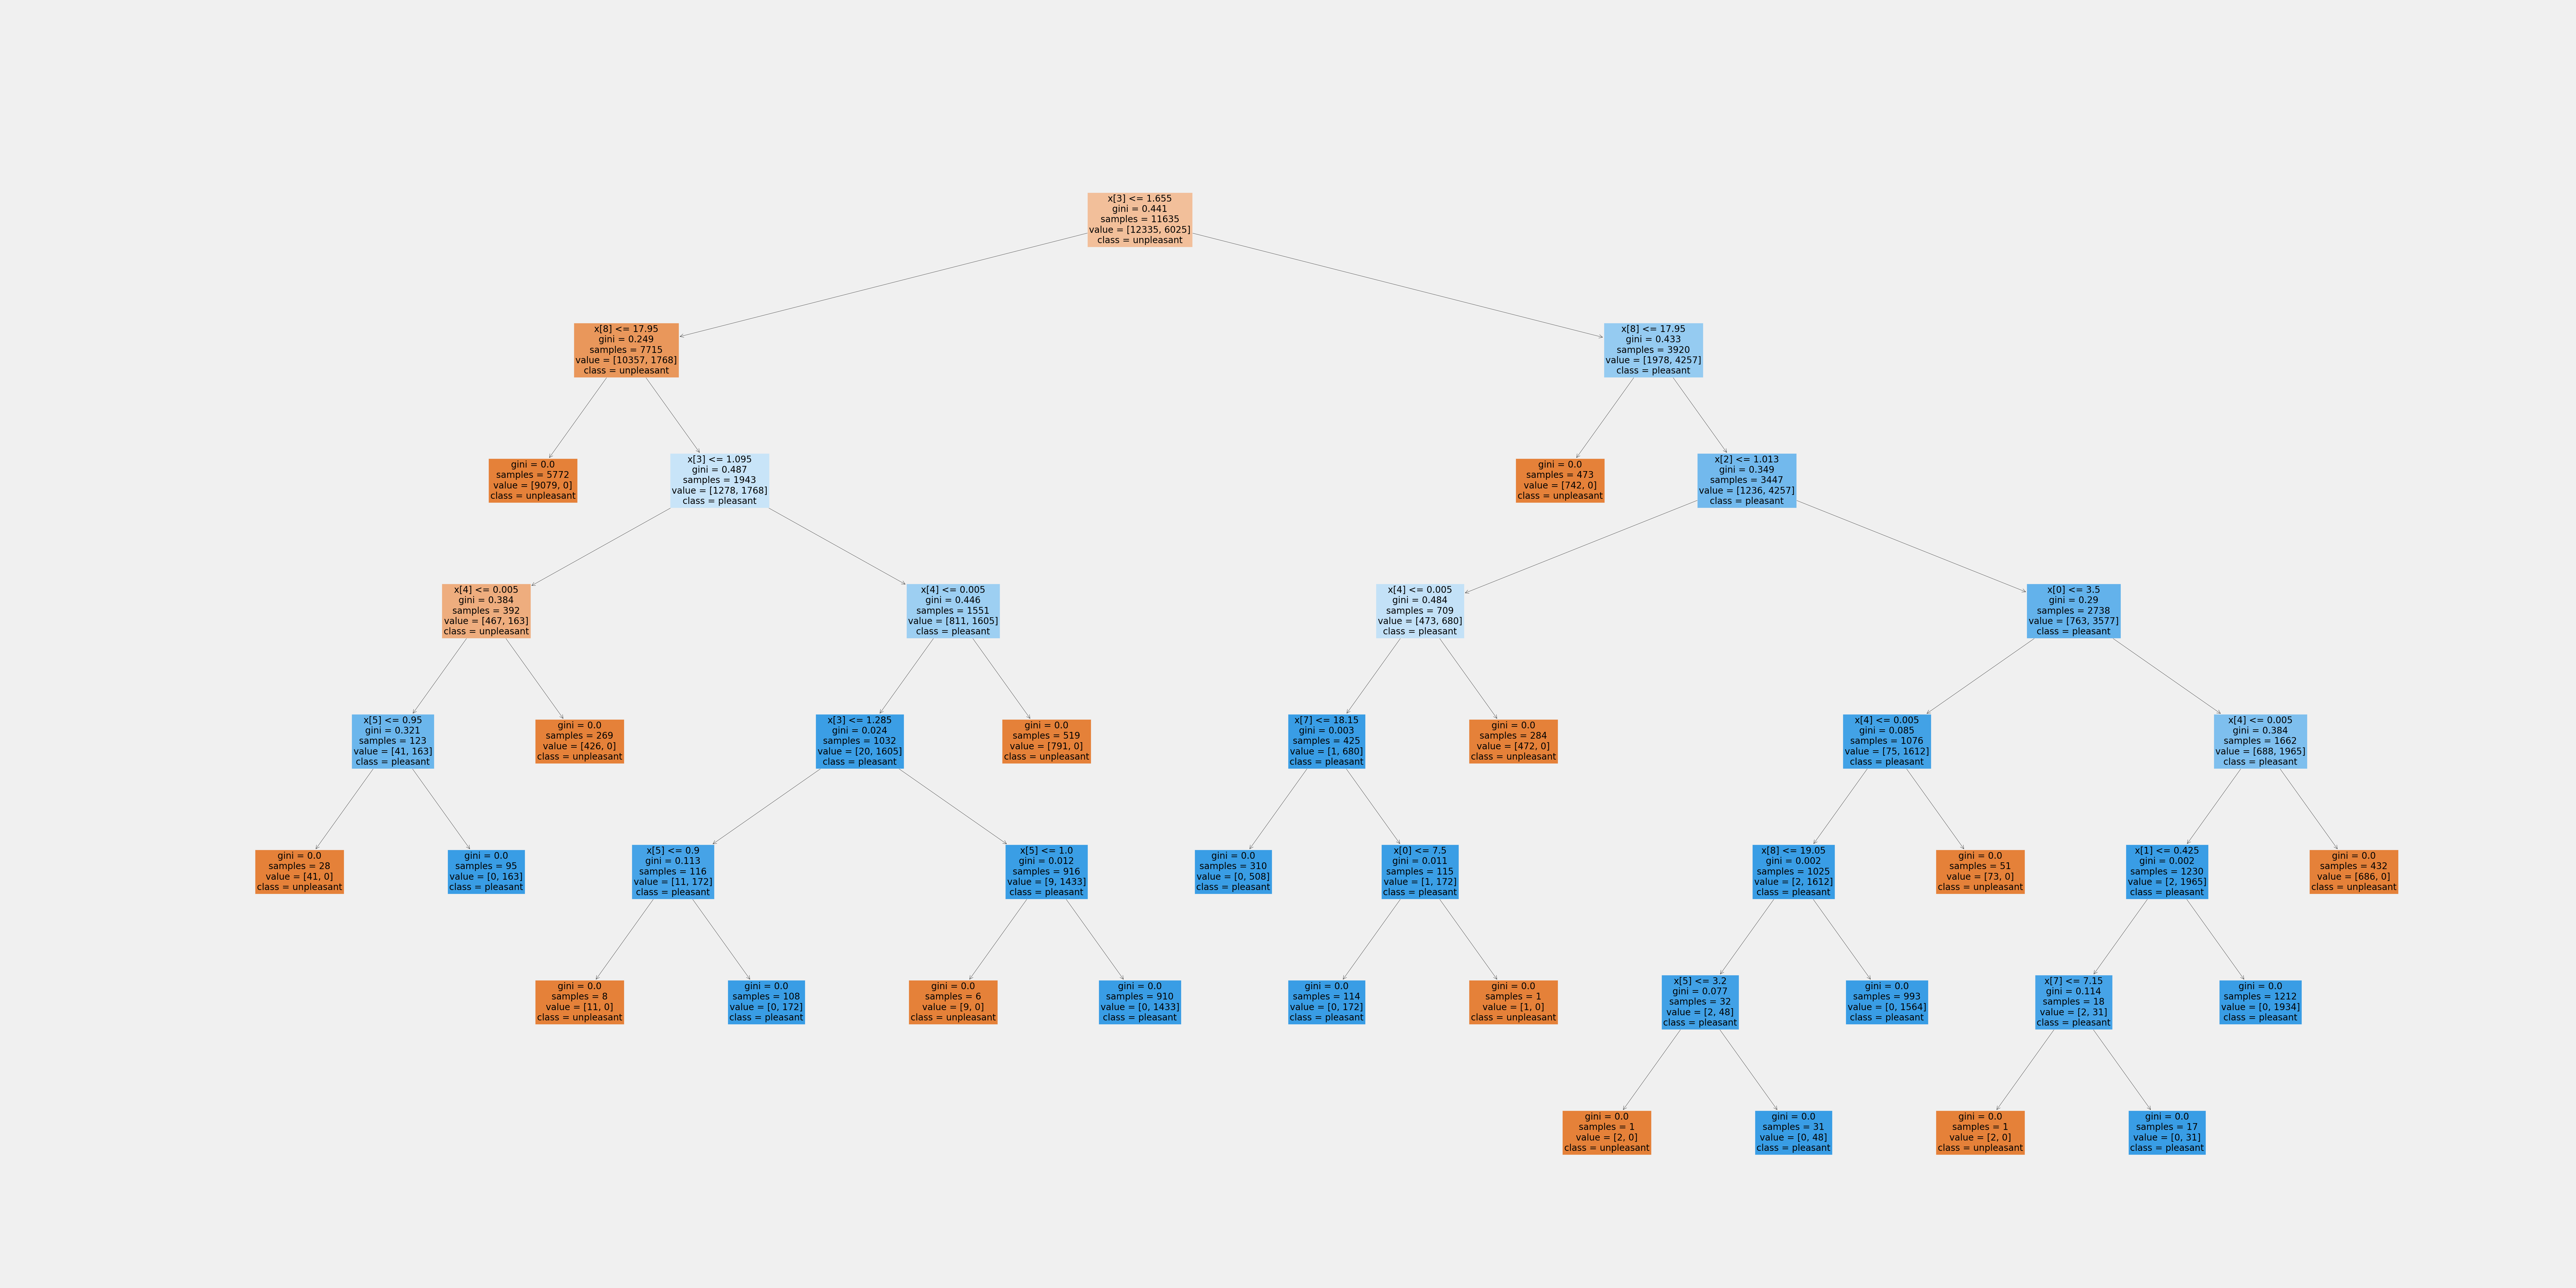 x[3] <= 1.655
gini = 0.441
samples = 11635
value = [12335, 6025]
class = unpleasant
x[8] <= 17.95
gini = 0.249
samples = 7715
value = [10357, 1768]
class = unpleasant
x[8] <= 17.95
gini = 0.433
samples = 3920
value = [1978, 4257]
class = pleasant
gini = 0.0
samples = 5772
value = [9079, 0]
class = unpleasant
x[3] <= 1.095
gini = 0.487
samples = 1943
value = [1278, 1768]
class = pleasant
gini = 0.0
samples = 473
value = [742, 0]
class = unpleasant
x[2] <= 1.013
gini = 0.349
samples = 3447
value = [1236, 4257]
class = pleasant
x[4] <= 0.005
gini = 0.384
samples = 392
value = [467, 163]
class = unpleasant
x[4] <= 0.005
gini = 0.446
samples = 1551
value = [811, 1605]
class = pleasant
x[4] <= 0.005
gini = 0.484
samples = 709
value = [473, 680]
class = pleasant
x[0] <= 3.5
gini = 0.29
samples = 2738
value = [763, 3577]
class = pleasant
x[5] <= 0.95
gini = 0.321
samples = 123
value = [41, 163]
class = pleasant
gini = 0.0
samples = 269
value = [426, 0]
class = unpleasant
x[3] <= 1.285
gini = 0.024
samples = 1032
value = [20, 1605]
class = pleasant
gini = 0.0
samples = 519
value = [791, 0]
class = unpleasant
x[7] <= 18.15
gini = 0.003
samples = 425
value = [1, 680]
class = pleasant
gini = 0.0
samples = 284
value = [472, 0]
class = unpleasant
x[4] <= 0.005
gini = 0.085
samples = 1076
value = [75, 1612]
class = pleasant
x[4] <= 0.005
gini = 0.384
samples = 1662
value = [688, 1965]
class = pleasant
gini = 0.0
samples = 28
value = [41, 0]
class = unpleasant
gini = 0.0
samples = 95
value = [0, 163]
class = pleasant
x[5] <= 0.9
gini = 0.113
samples = 116
value = [11, 172]
class = pleasant
x[5] <= 1.0
gini = 0.012
samples = 916
value = [9, 1433]
class = pleasant
gini = 0.0
samples = 310
value = [0, 508]
class = pleasant
x[0] <= 7.5
gini = 0.011
samples = 115
value = [1, 172]
class = pleasant
x[8] <= 19.05
gini = 0.002
samples = 1025
value = [2, 1612]
class = pleasant
gini = 0.0
samples = 51
value = [73, 0]
class = unpleasant
x[1] <= 0.425
gini = 0.002
samples = 1230
value = [2, 1965]
class = pleasant
gini = 0.0
samples = 432
value = [686, 0]
class = unpleasant
gini = 0.0
samples = 8
value = [11, 0]
class = unpleasant
gini = 0.0
samples = 108
value = [0, 172]
class = pleasant
gini = 0.0
samples = 6
value = [9, 0]
class = unpleasant
gini = 0.0
samples = 910
value = [0, 1433]
class = pleasant
gini = 0.0
samples = 114
value = [0, 172]
class = pleasant
gini = 0.0
samples = 1
value = [1, 0]
class = unpleasant
x[5] <= 3.2
gini = 0.077
samples = 32
value = [2, 48]
class = pleasant
gini = 0.0
samples = 993
value = [0, 1564]
class = pleasant
x[7] <= 7.15
gini = 0.114
samples = 18
value = [2, 31]
class = pleasant
gini = 0.0
samples = 1212
value = [0, 1934]
class = pleasant
gini = 0.0
samples = 1
value = [2, 0]
class = unpleasant
gini = 0.0
samples = 31
value = [0, 48]
class = pleasant
gini = 0.0
samples = 1
value = [2, 0]
class = unpleasant
gini = 0.0
samples = 17
value = [0, 31]
class = pleasant